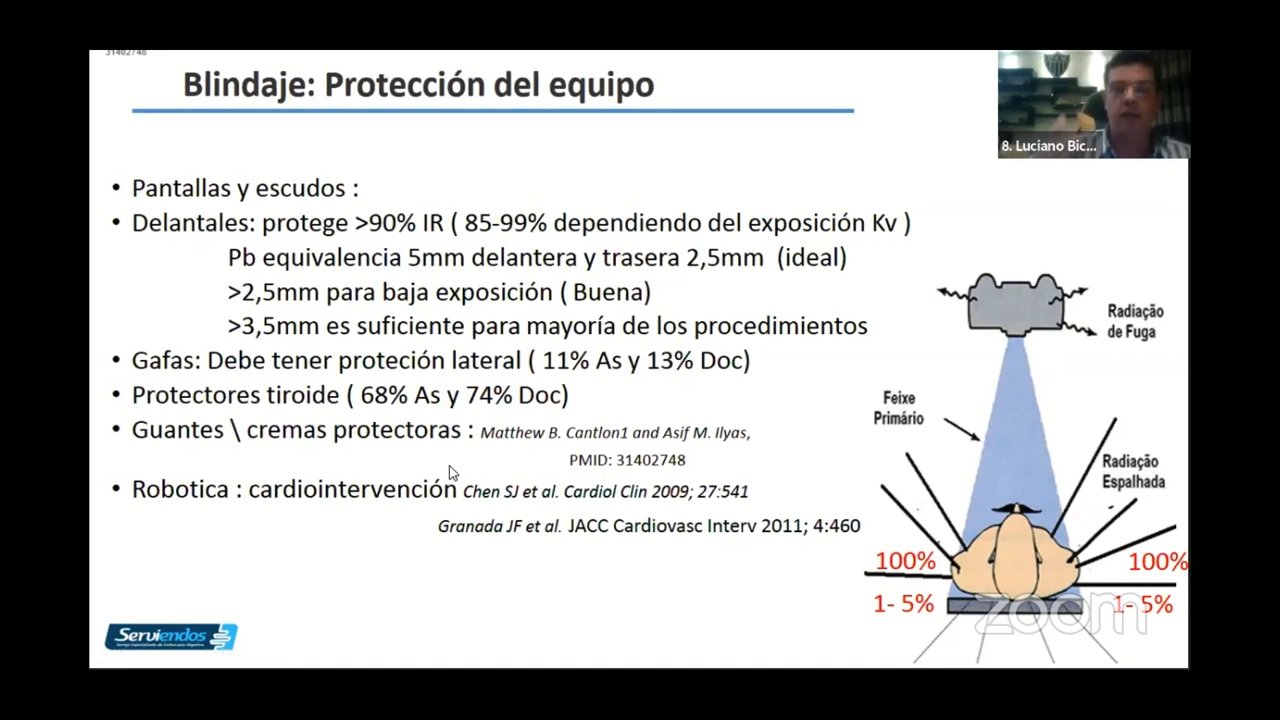 31402748
Blindaje: Protección del equipo
8. Luciano Bic...
• Pantallas y escudos :
• Delantales: protege >90% IR ( 85-99% dependiendo del exposición Kv )
Pb equivalencia 5mm delantera y trasera 2,5mm (ideal)
>2,5mm para baja exposición ( Buena)
>3,5mm es suficiente para mayoría de los procedimientos
• Gafas: Debe tener proteción lateral ( 11% As y 13% Doc)
• Protectores tiroide ( 68% As y 74% Doc)
• Guantes \ cremas protectoras : Matthew B. Cantlon1 and Asif M. Ilyas,
PMID: 31402748
• Robotica : cardiointervención Chen SJ et al. Cardiol Clin 2009; 27:541
Granada JF et al. JACC Cardiovasc Interv 2011; 4:460
Radiação
de Fuga
Feixe
Primário
Radiação
Espalhada
100%
100%
1- 5%
1- 5%
zoom
Serviendos